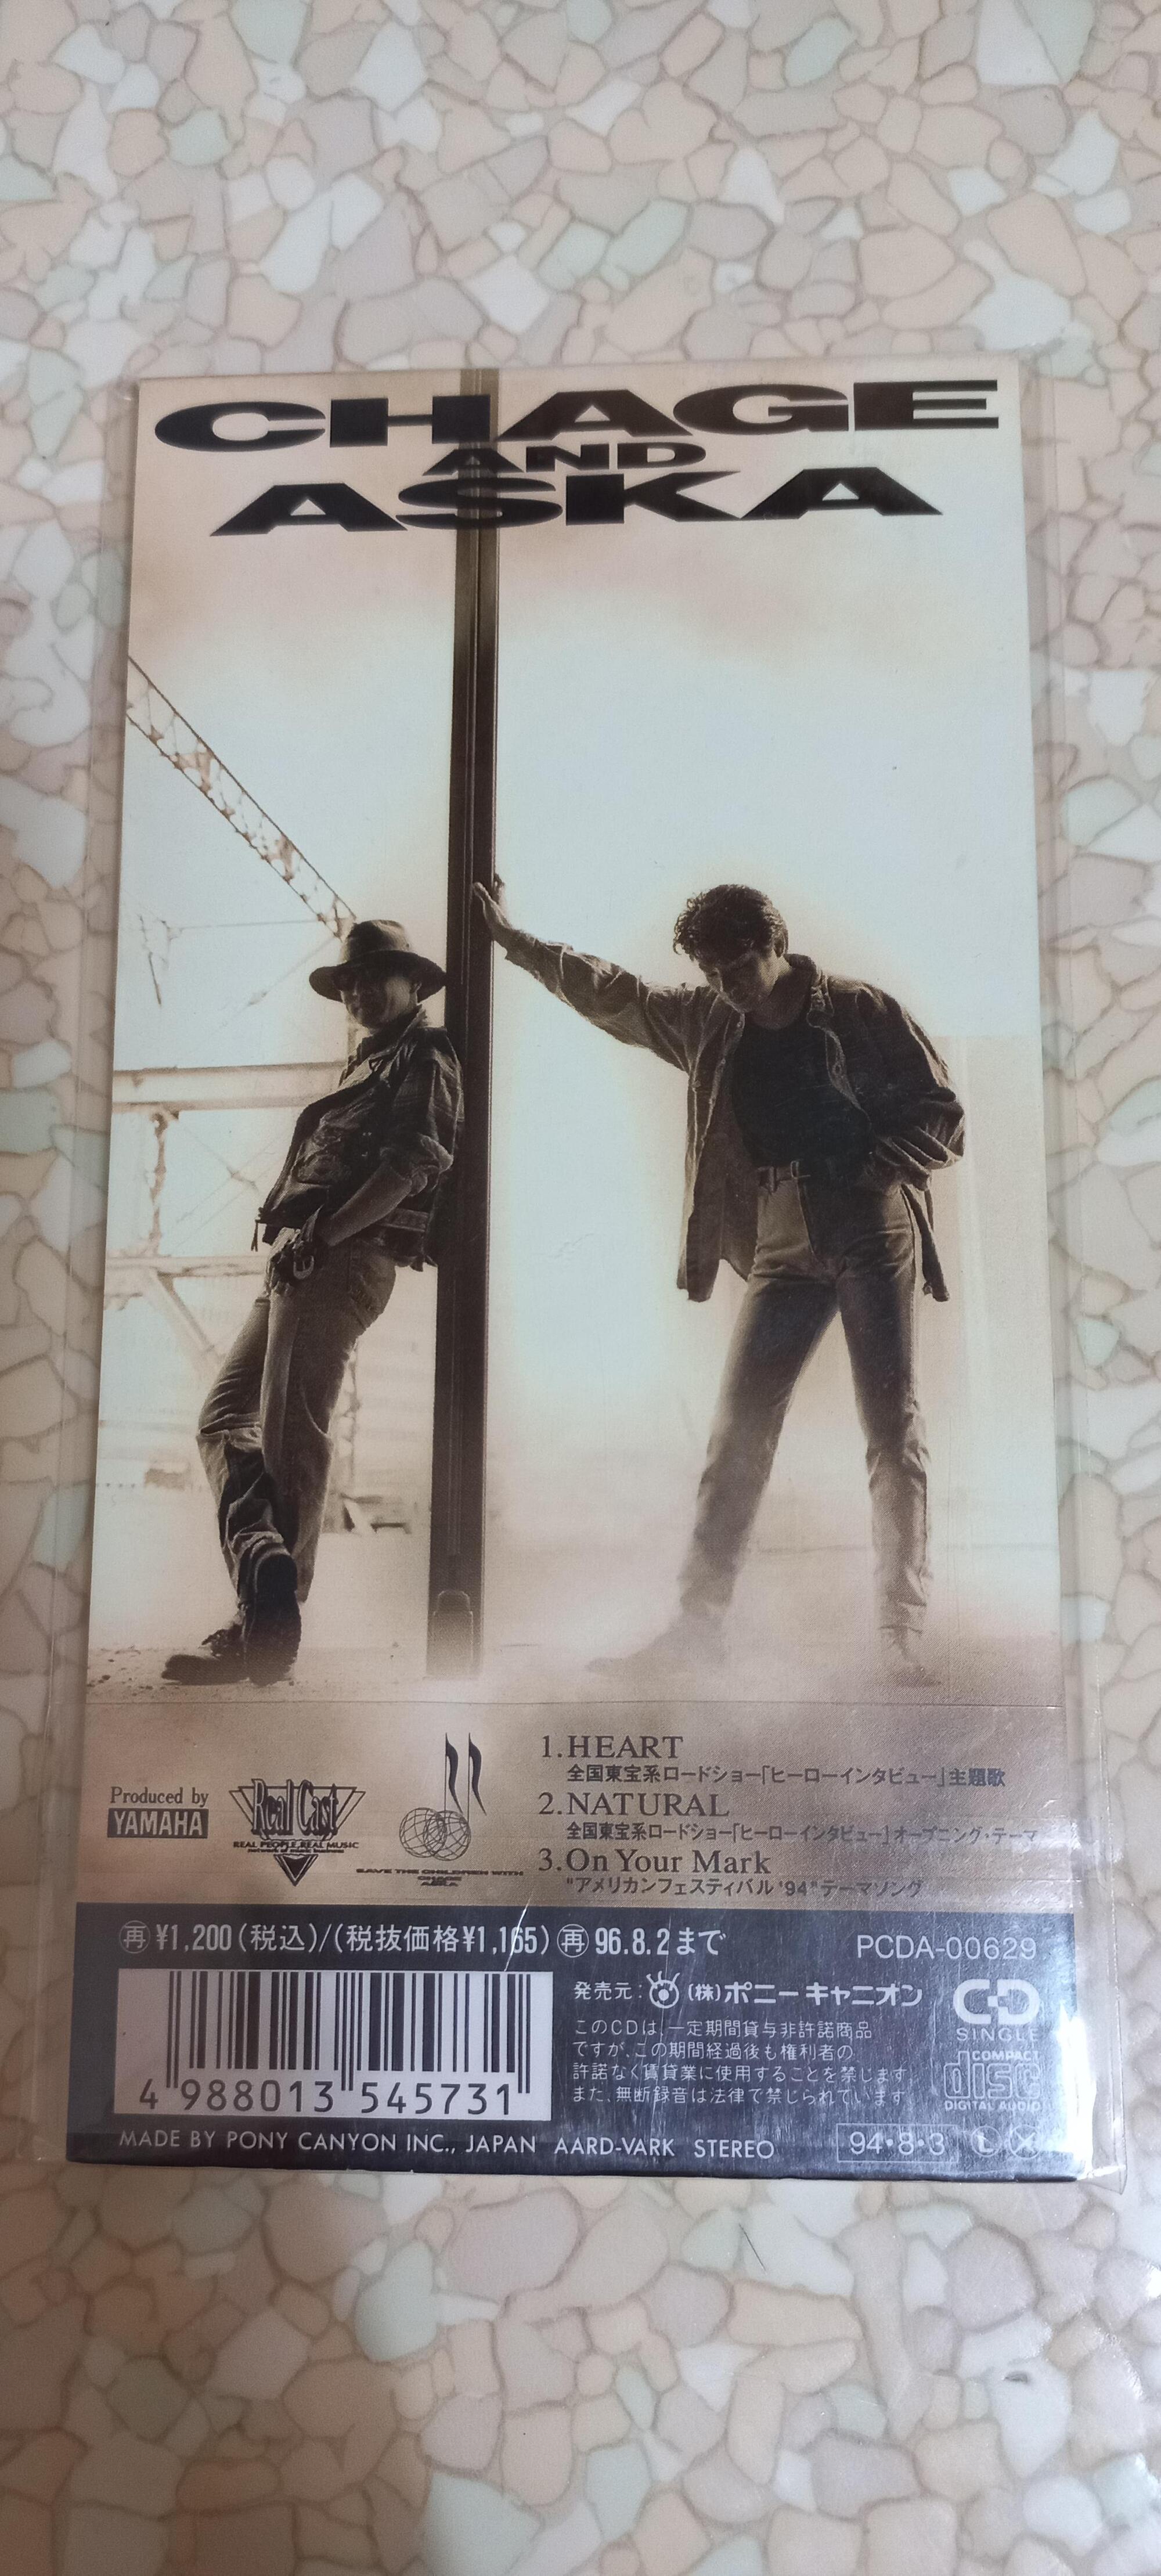 CHAGE
AND
ASKA
1.HEART
全国東宝系ロードショー「ヒーローインタビュー」主題歌
2.NATURAL
全国東宝系ロードショー「ヒーローインタビュー」オープニング・テーマ
3.On Your Mark
"アメリカンフェスティバル '94"テーマソング
Produced by
YAMAHA
Real Cast
REAL PEOPLE, REAL MUSIC
SAVE THE CHILDREN WITH
CHAGE
ASKA
再 ¥1,200(税込)/(税抜価格¥1,165) 再 96.8.2まで
PCDA-00629
発売元: (株)ポニーキャニオン
このCDは、一定期間貸与非許諾商品
ですが、この期間経過後も権利者の
許諾なく賃貸業に使用することを禁じます
また、無断録音は法律で禁じられています
CD
SINGLE
COMPACT
disc
DIGITAL AUDIO
4 988013 545731
MADE BY PONY CANYON INC., JAPAN AARD-VARK STEREO
94・8・3 L X